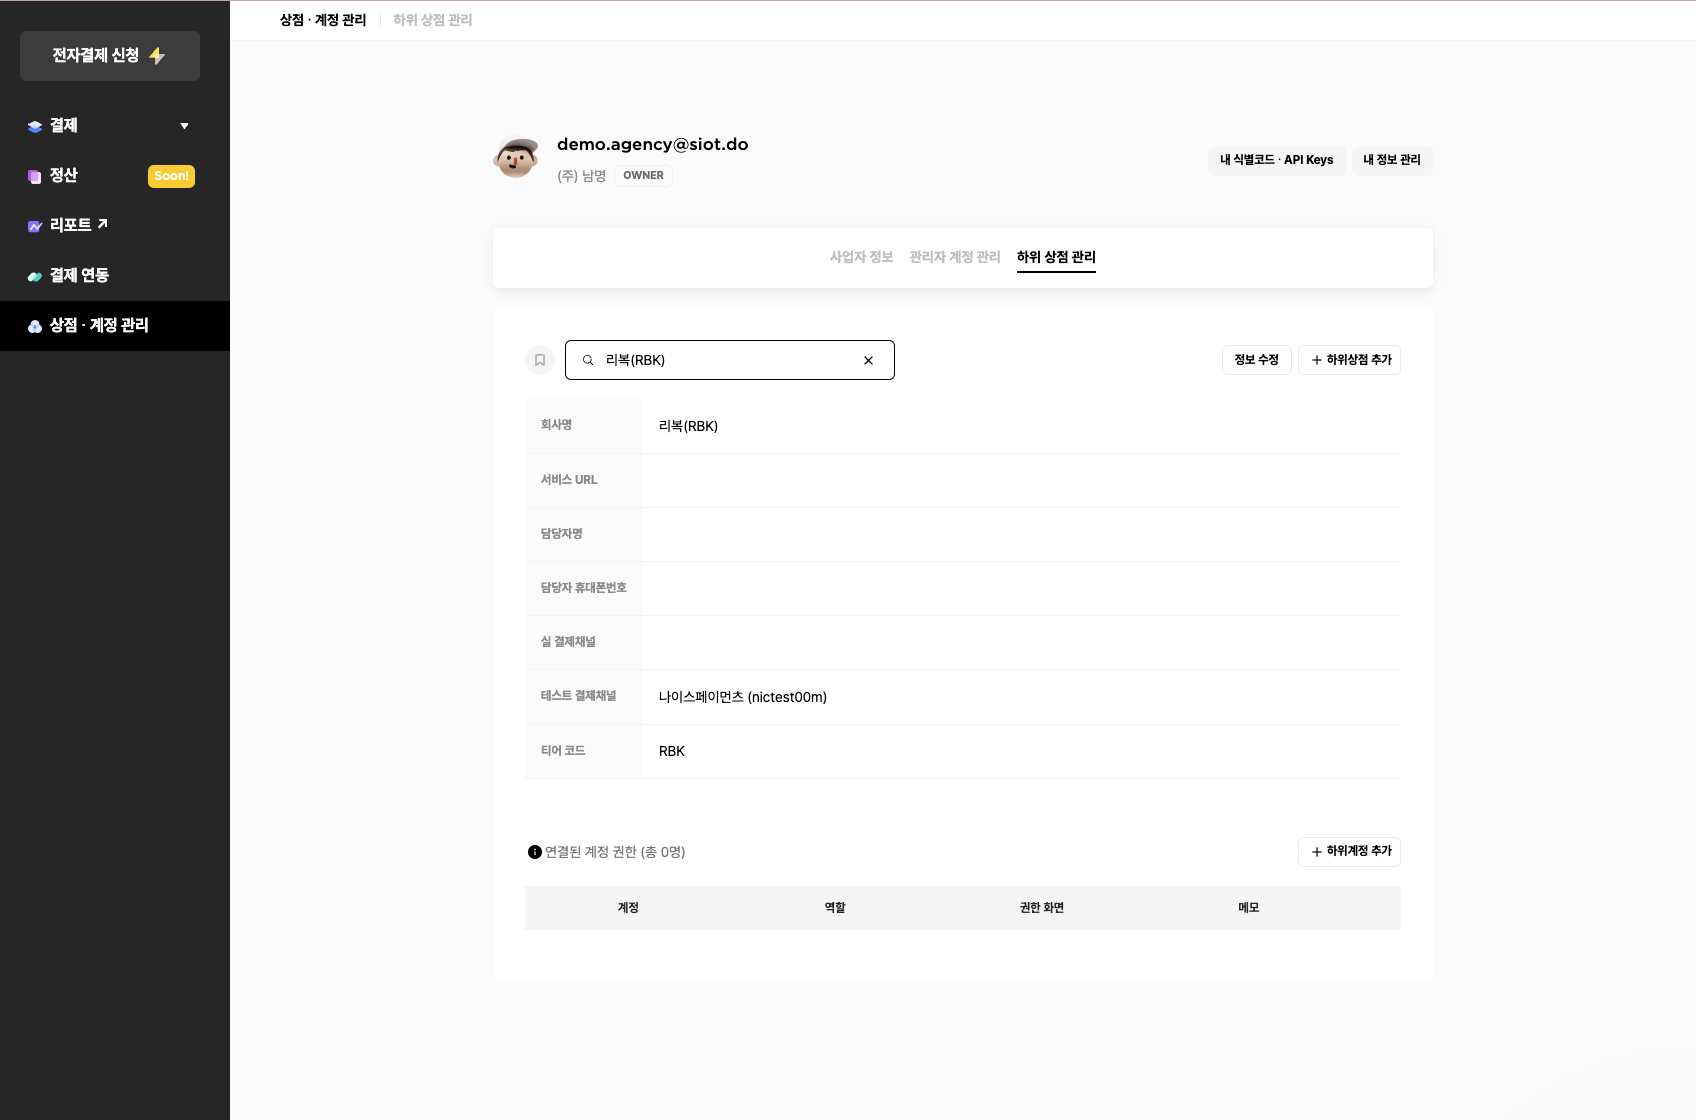 상점 · 계정 관리
하위 상점 관리
전자결제 신청
결제
정산
Soon!
리포트
결제 연동
상점 · 계정 관리
demo.agency@siot.do
(주) 남명
OWNER
내 식별코드 · API Keys
내 정보 관리
사업자 정보
관리자 계정 관리
하위 상점 관리
리복(RBK)
정보 수정
하위상점 추가
회사명
리복(RBK)
서비스 URL
담당자명
담당자 휴대폰번호
실 결제채널
테스트 결제채널
나이스페이먼츠 (nictest00m)
티어 코드
RBK
연결된 계정 권한 (총 0명)
하위계정 추가
계정
역할
권한 화면
메모